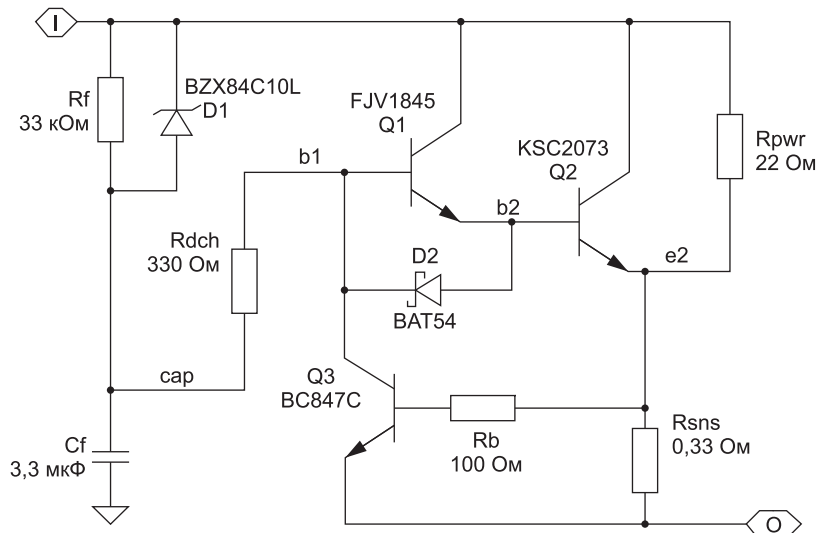 I
Rf
33 кОм
BZX84C10L
D1
FJV1845
Q1
KSC2073
Q2
Rpwr
22 Ом
b1
b2
e2
Rdch
330 Ом
D2
BAT54
cap
Q3
BC847C
Rb
100 Ом
Rsns
0,33 Ом
Cf
3,3 мкФ
O